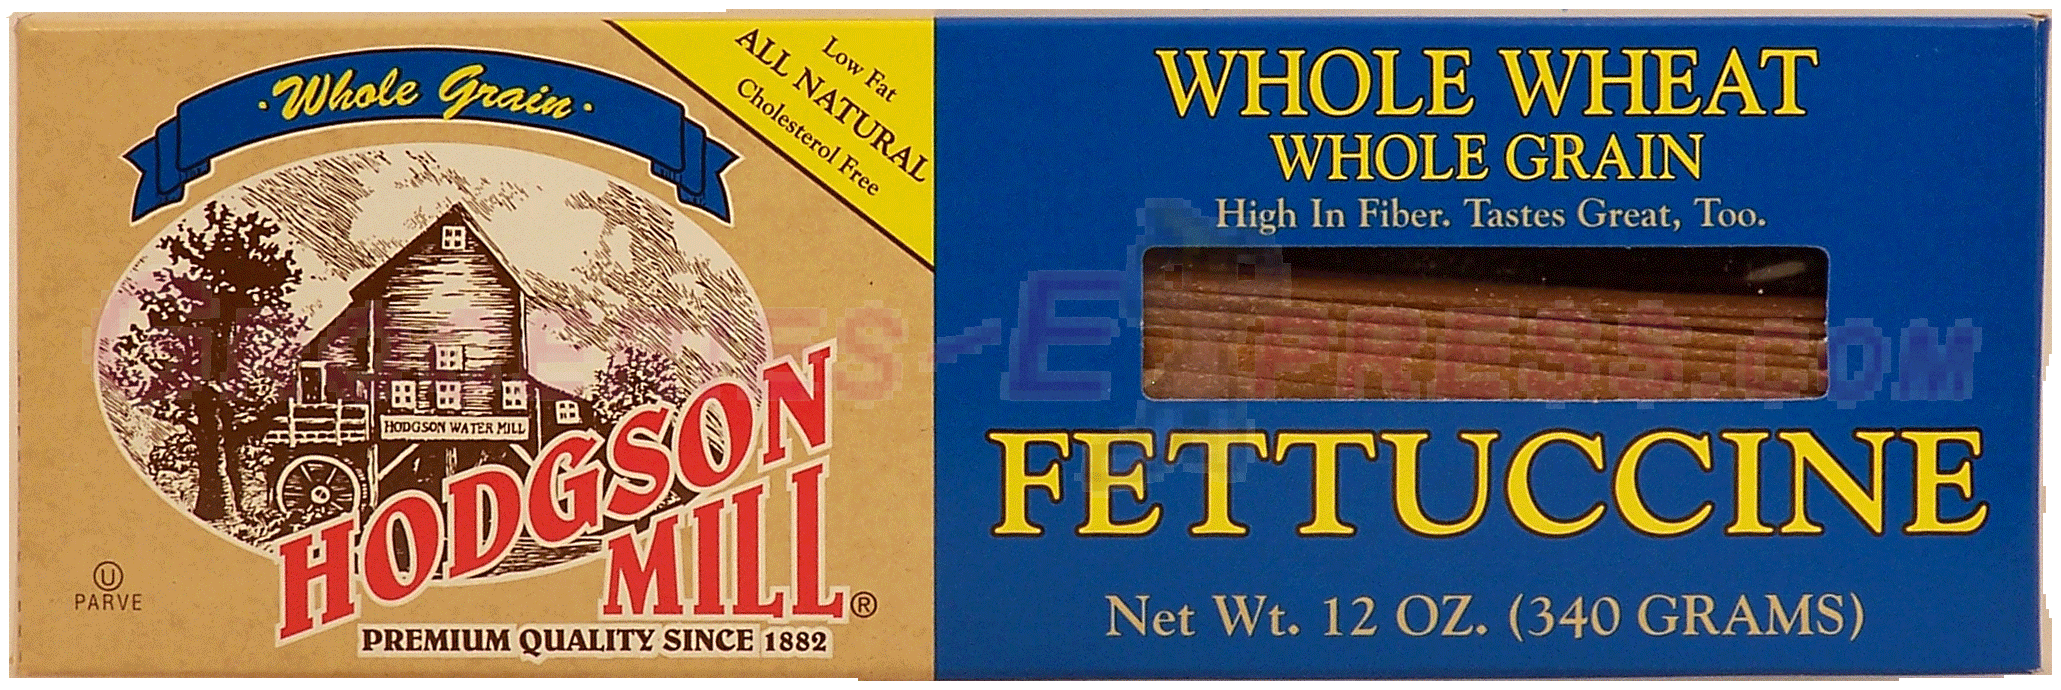 ·Whole Grain·
Low Fat
ALL NATURAL
Cholesterol Free
HODGSON WATER MILL
HODGSON
MILL®
PREMIUM QUALITY SINCE 1882
U
PARVE
WHOLE WHEAT
WHOLE GRAIN
High In Fiber. Tastes Great, Too.
FETTUCCINE
Net Wt. 12 OZ. (340 GRAMS)